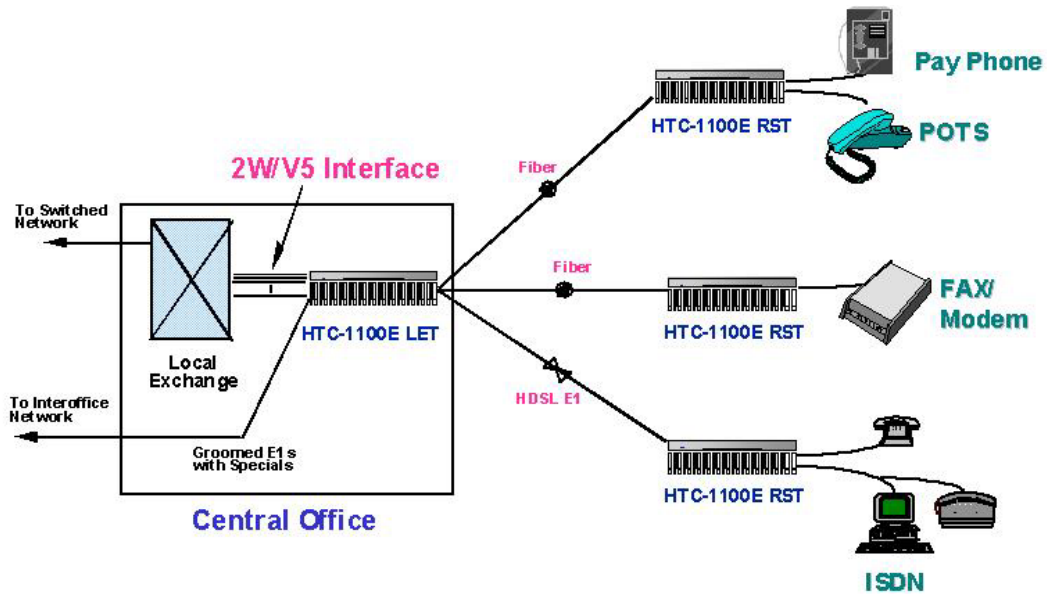 Pay Phone
HTC-1100E RST
POTS
Fiber
2W/V5 Interface
To Switched
Network
Fiber
HTC-1100E LET
HTC-1100E RST
FAX/
Modem
Local
Exchange
HDSL E1
To Interoffice
Network
Groomed E1s
with Specials
HTC-1100E RST
Central Office
ISDN